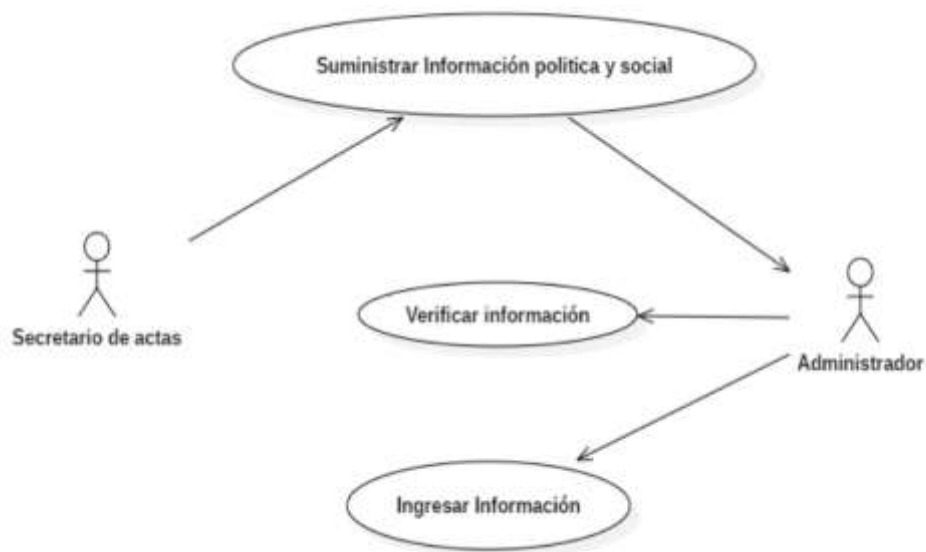 Suministrar Información politica y social
Secretario de actas
Verificar información
Administrador
Ingresar Información